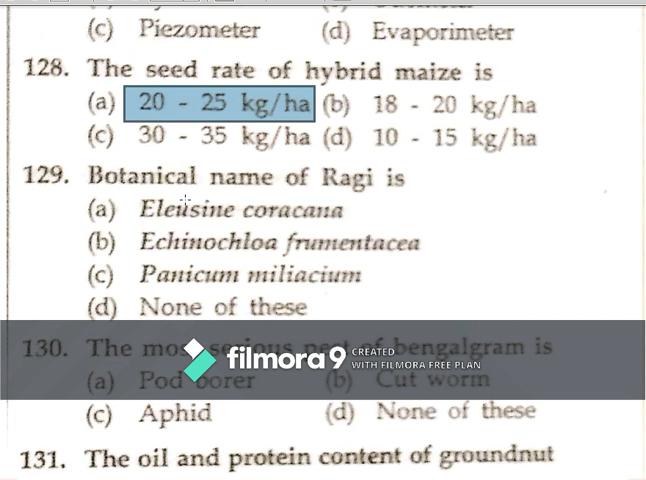 (c) Piezometer (d) Evaporimeter
128. The seed rate of hybrid maize is
(a) 20 - 25 kg/ha (b) 18 - 20 kg/ha
(c) 30 - 35 kg/ha (d) 10 - 15 kg/ha
129. Botanical name of Ragi is
(a) Eleusine coracana
(b) Echinochloa frumentacea
(c) Panicum miliacium
(d) None of these
130. The most serious pest of bengalgram is
filmora9 CREATED WITH FILMORA FREE PLAN
(a) Pod borer (b) Cut worm
(c) Aphid (d) None of these
131. The oil and protein content of groundnut